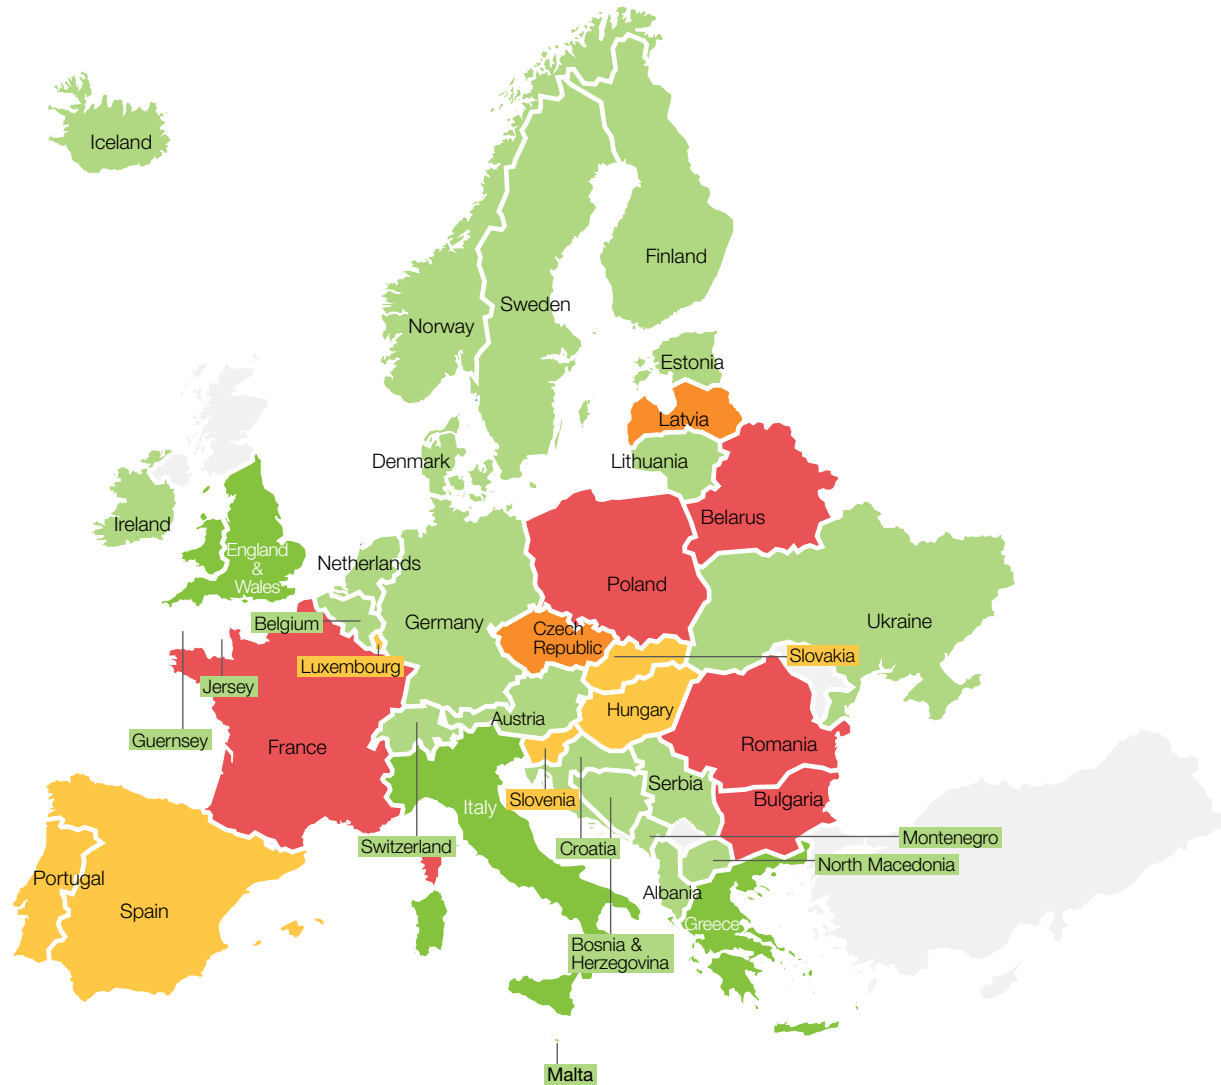 Iceland
Finland
Sweden
Norway
Estonia
Latvia
Denmark
Lithuania
Belarus
Ireland
England
&
Wales
Netherlands
Poland
Belgium
Germany
Ukraine
Czech
Republic
Slovakia
Luxembourg
Jersey
Hungary
Austria
Guernsey
France
Romania
Serbia
Slovenia
Bulgaria
Italy
Switzerland
Croatia
Montenegro
North Macedonia
Portugal
Albania
Spain
Greece
Bosnia &
Herzegovina
Malta